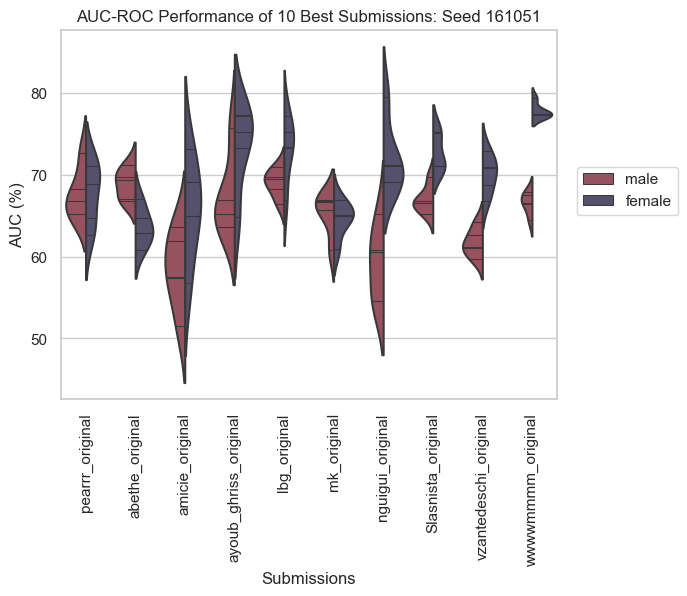 AUC-ROC Performance of 10 Best Submissions: Seed 161051
AUC (%)
80
70
60
50
male
female
pearrr_original
abethe_original
amicie_original
ayoub_ghriss_original
lbg_original
mk_original
nguigui_original
Slasnista_original
vzantedeschi_original
wwwwmmmm_original
Submissions